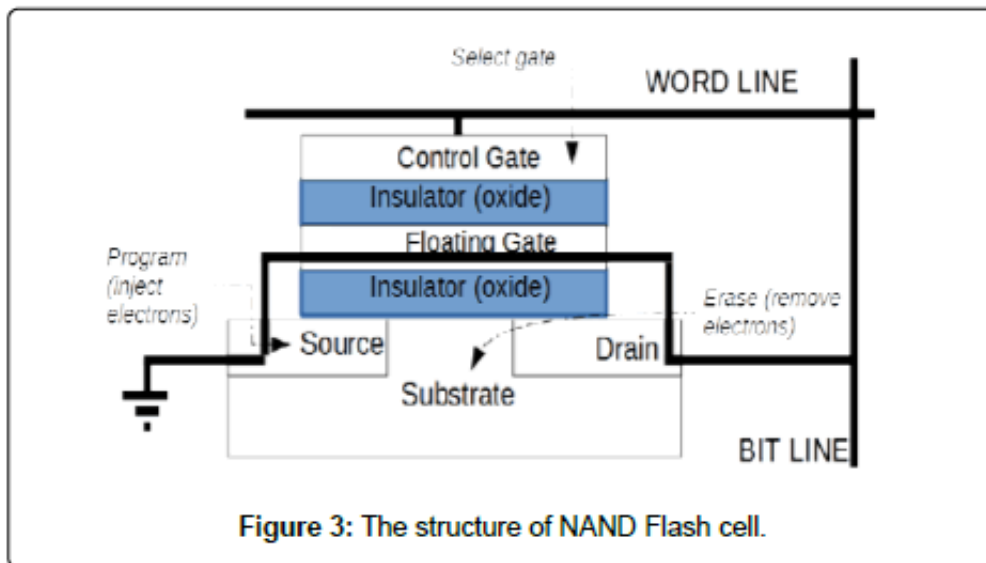 Select gate
WORD LINE
Control Gate
Insulator (oxide)
Floating Gate
Program
(inject
electrons)
Insulator (oxide)
Erase (remove
electrons)
Source
Drain
Substrate
BIT LINE
Figure 3: The structure of NAND Flash cell.